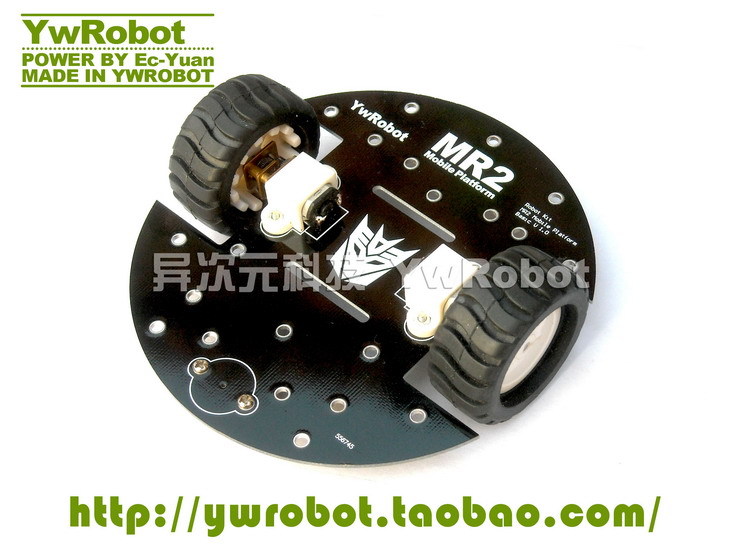 YwRobot
POWER BY Ec-Yuan
MADE IN YWROBOT
YwRobot
MR2
Mobile Platform
Robot Kit
MR2 Mobile Platform
Basic V 1.0
异次元科技 YwRobot
556745
http://ywrobot.taobao.com/